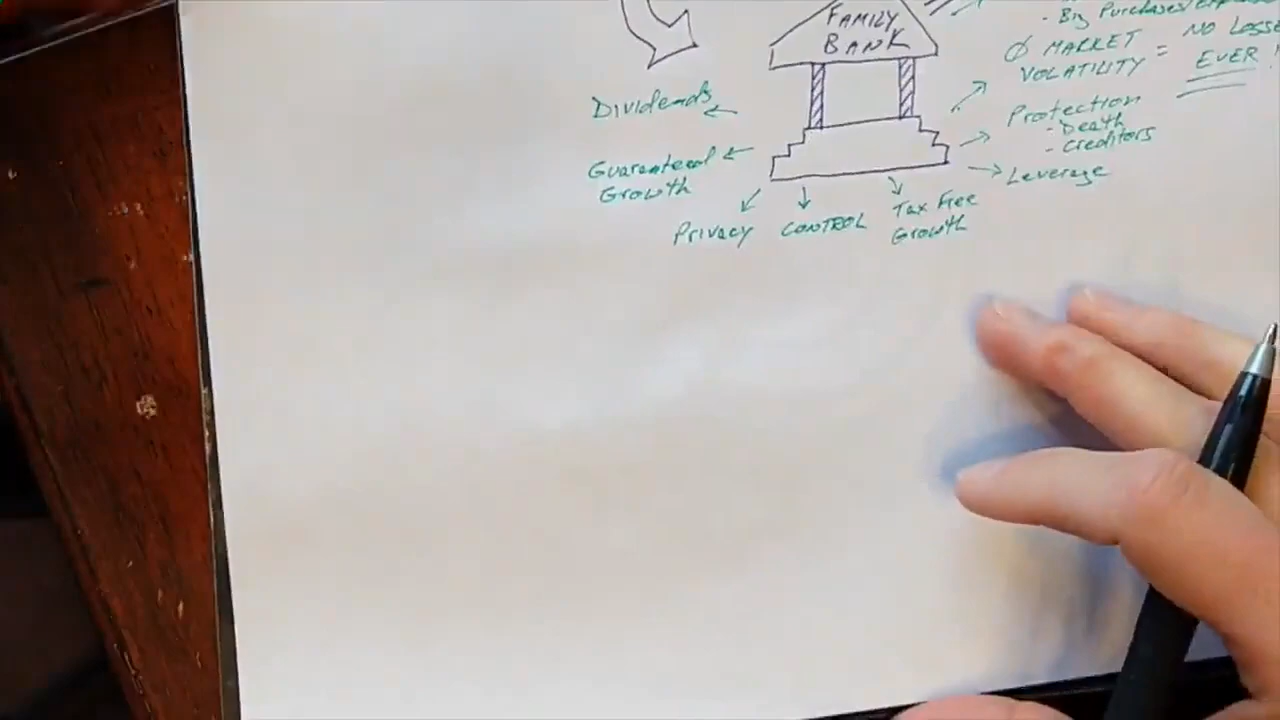 FAMILY
BANK
- Big Purchases
Ø MARKET
VOLATILITY = NO LOSSE
EVER!
Dividends
Protection
- Death
- Creditors
Guaranteed
Growth
Leverage
Privacy
CONTROL
Tax Free
Growth